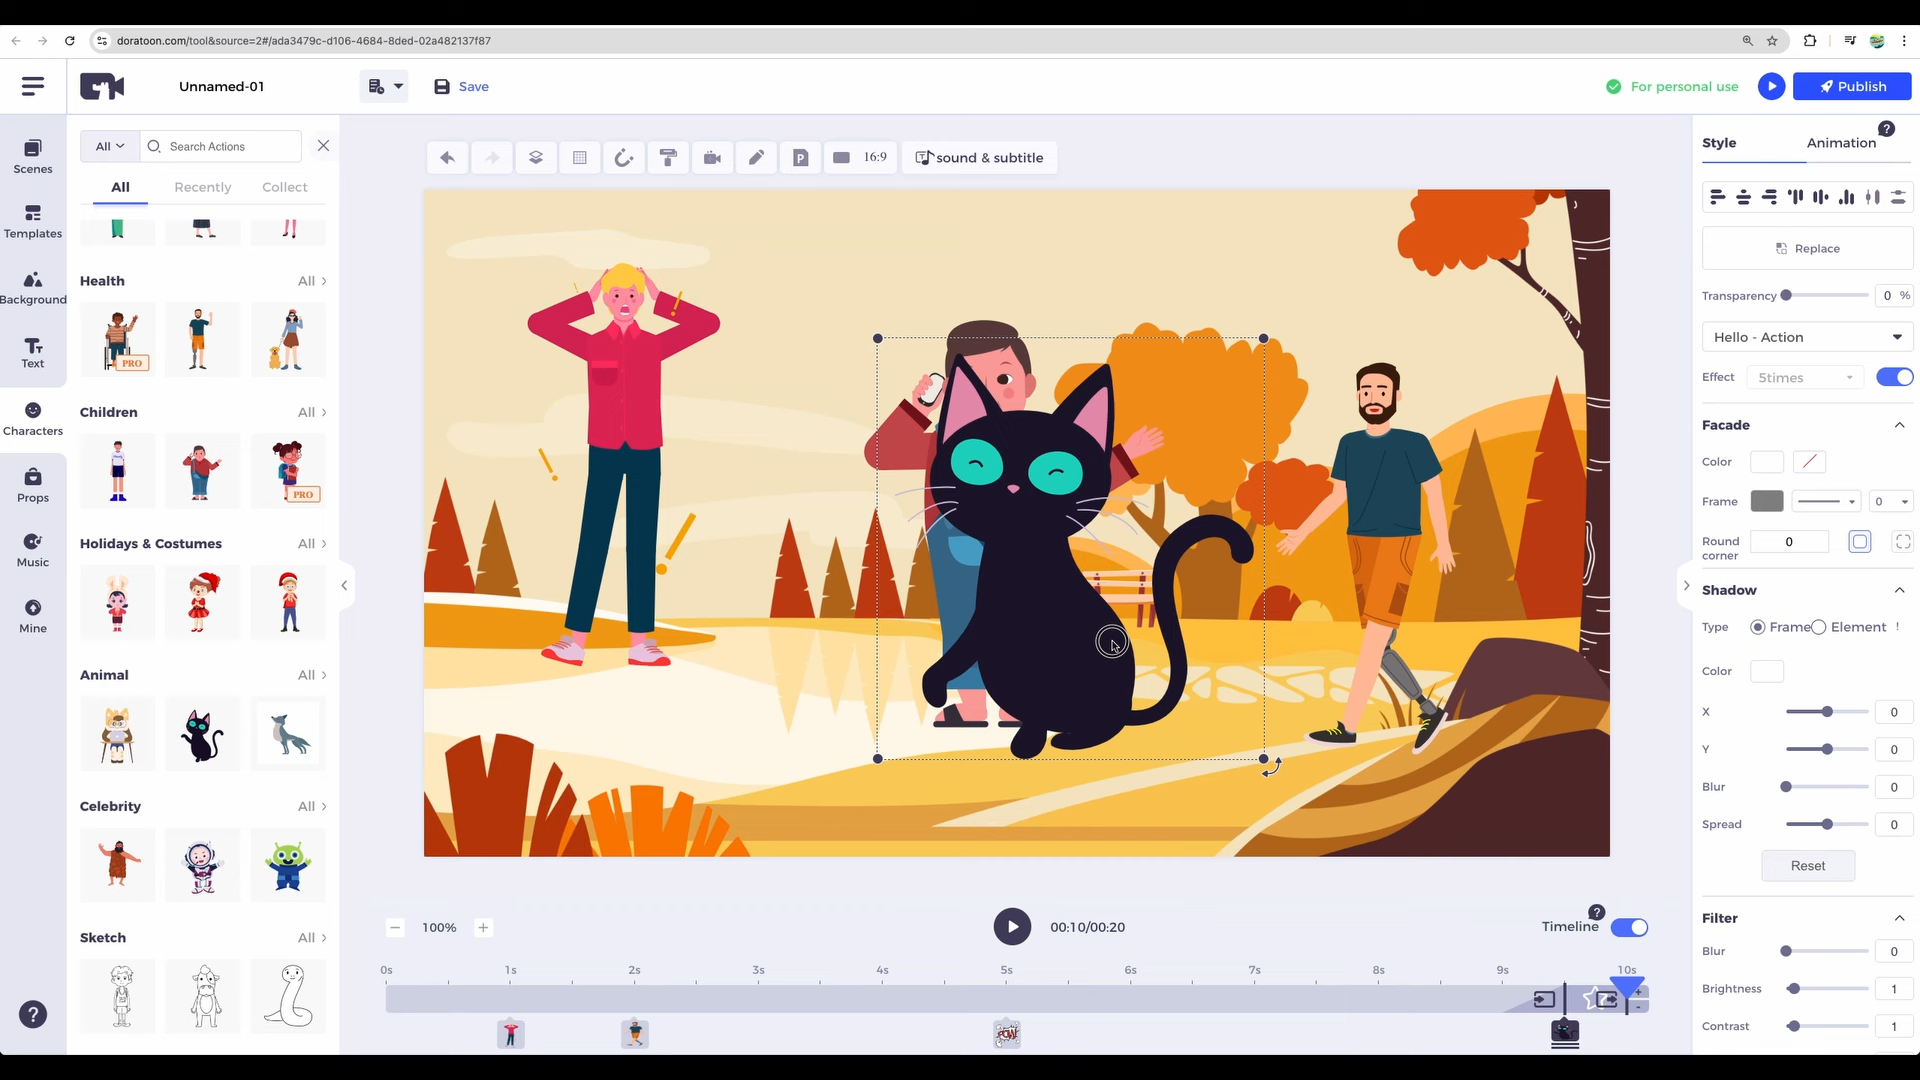 doratoon.com/tool&source=2#/ada3479c-d106-4684-8ded-02a482137f87
Unnamed-01
Save
For personal use
Publish
All
Search Actions
16:9
sound & subtitle
Style
Animation
All
Recently
Collect
Scenes
Templates
Background
Text
Characters
Props
Music
Mine
Health
All
PRO
Children
All
PRO
Holidays & Costumes
All
Animal
All
Celebrity
All
Sketch
All
Replace
Transparency
0 %
Hello - Action
Effect
5times
Facade
Color
Frame
0
Round
corner
0
Shadow
Type
Frame
Element !
Color
X
0
Y
0
Blur
0
Spread
0
Reset
Filter
Blur
0
Brightness
1
Contrast
1
100%
00:10/00:20
Timeline
0s 1s 2s 3s 4s 5s 6s 7s 8s 9s 10s
POW!